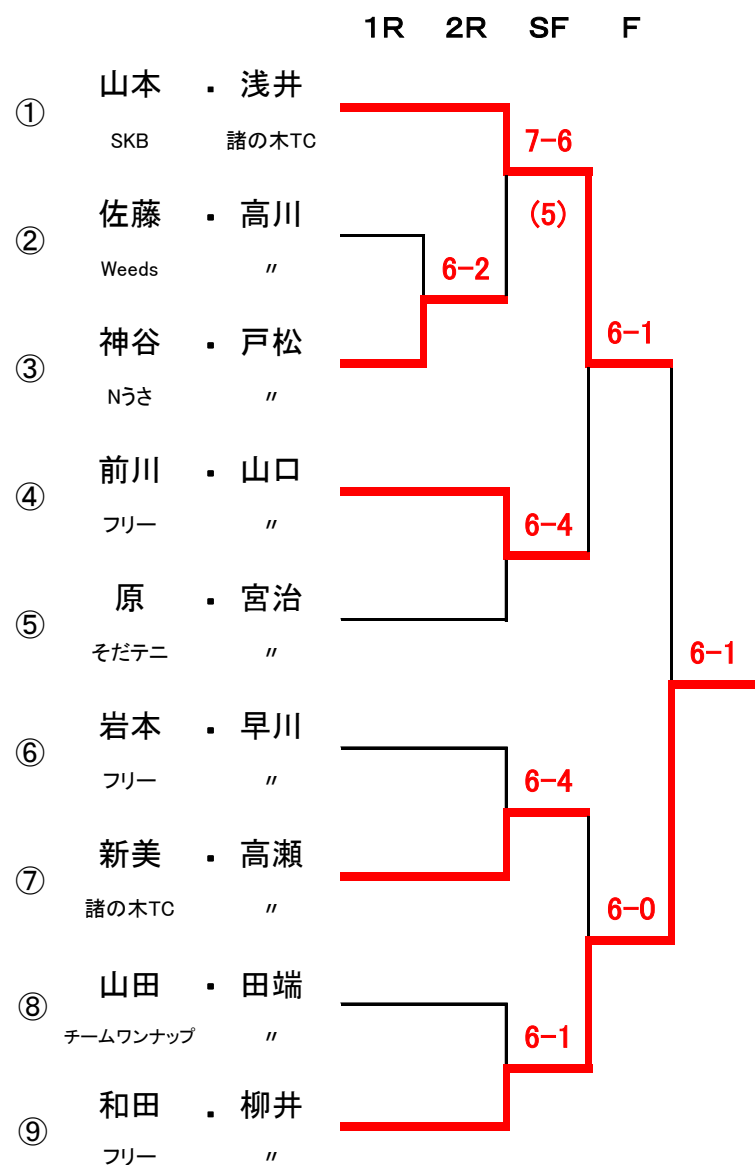 1R 2R SF F
① 山本 ・ 浅井
SKB 諸の木TC
7-6
② 佐藤 ・ 高川
(5)
Weeds 〃
6-2
③ 神谷 ・ 戸松
6-1
Nうさ 〃
④ 前川 ・ 山口
フリー 〃
6-4
⑤ 原 ・ 宮治
そだテニ 〃
6-1
⑥ 岩本 ・ 早川
フリー 〃
6-4
⑦ 新美 ・ 高瀬
諸の木TC 〃
6-0
⑧ 山田 ・ 田端
チームワンナップ 〃
6-1
⑨ 和田 ・ 柳井
フリー 〃